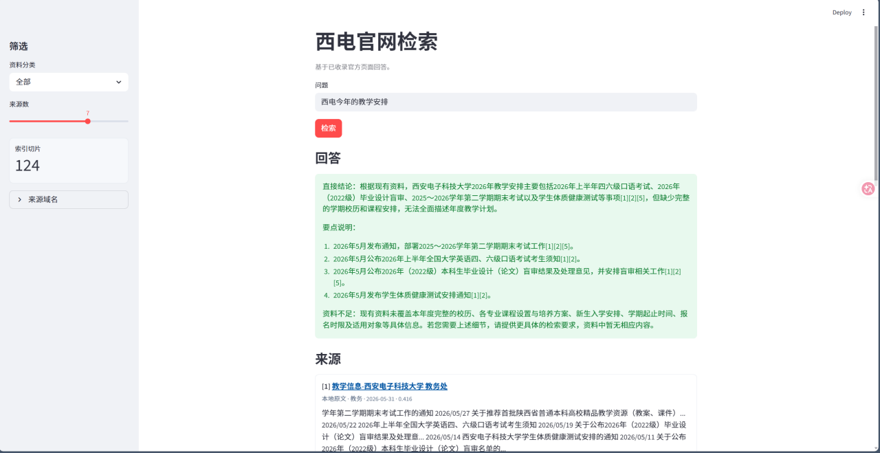 Deploy
筛选
资料分类
全部
来源数
7
索引切片
124
来源域名
西电官网检索
基于已收录官方页面回答。
问题
西电今年的教学安排
检索
回答
直接结论：根据现有资料，西安电子科技大学2026年教学安排主要包括2026年上半年四六级口语考试、2026年
（2022级）毕业设计盲审、2025～2026学年第二学期期末考试以及学生体质健康测试等事项[1][2][5]，但缺少完整
的学期校历和课程安排，无法全面描述年度教学计划。
要点说明：
1. 2026年5月发布通知，部署2025～2026学年第二学期期末考试工作[1][2][5]。
2. 2026年5月公布2026年上半年全国大学英语四、六级口语考试考生须知[1][2]。
3. 2026年5月公布2026年（2022级）本科生毕业设计（论文）盲审结果及处理意见，并安排盲审相关工作[1][2]
[5]。
4. 2026年5月发布学生体质健康测试安排通知[1][2]。
资料不足：现有资料未覆盖本年度完整的校历、各专业课程设置与培养方案、新生入学安排、学期起止时间、报
名时限及适用对象等具体信息。若您需要上述细节，请提供更具体的检索要求，资料中暂无相应内容。
来源
[1] 教学信息-西安电子科技大学 教务处
本地原文 · 教务 · 2026-05-31 · 0.416
学年第二学期期末考试工作的通知 2026/05/27 关于推荐首批陕西省普通本科高校精品教学资源（教案、课件）...
2026/05/22 2026年上半年全国大学英语四、六级口语考试考生须知 2026/05/19 关于公布2026年（2022级）毕业设
计（论文）盲审结果及处理意... 2026/05/14 西安电子科技大学学生体质健康测试安排的通知 2026/05/11 关于公布
2026年（2022级）本科生毕业设计（论文）盲审名单的...